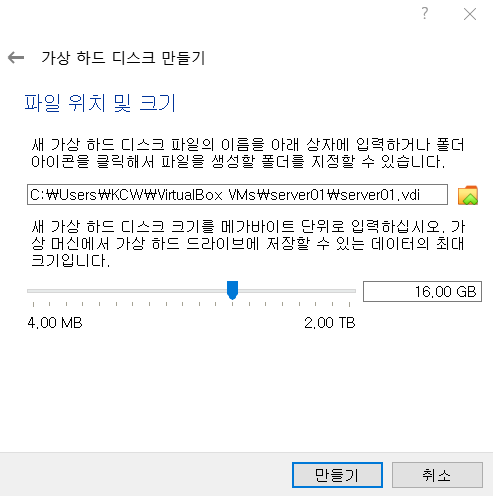 ?
가상 하드 디스크 만들기
파일 위치 및 크기
새 가상 하드 디스크 파일의 이름을 아래 상자에 입력하거나 폴더
아이콘을 클릭해서 파일을 생성할 폴더를 지정할 수 있습니다.
C:₩Users₩KCW₩VirtualBox VMs₩server01₩server01.vdi
새 가상 하드 디스크 크기를 메가바이트 단위로 입력하십시오. 가
상 머신에서 가상 하드 드라이브에 저장할 수 있는 데이터의 최대
크기입니다.
16.00 GB
4.00 MB 2.00 TB
만들기 취소